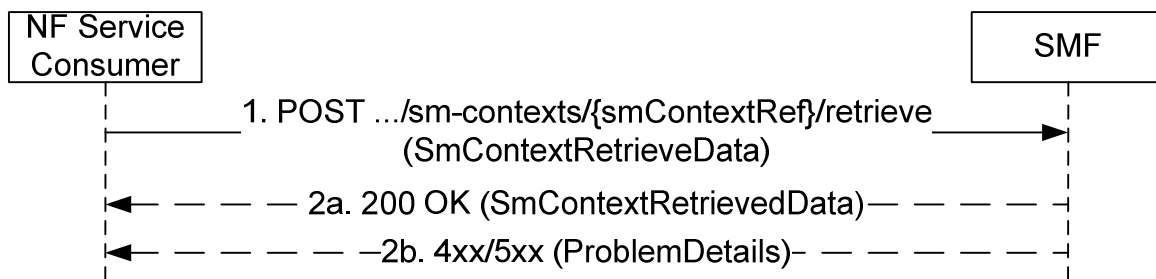 NF Service
Consumer
SMF
1. POST .../sm-contexts/{smContextRef}/retrieve
(SmContextRetrieveData)
2a. 200 OK (SmContextRetrievedData)
2b. 4xx/5xx (ProblemDetails)